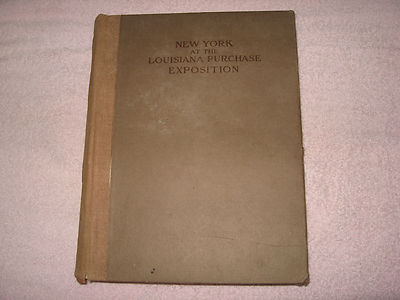 NEW YORK
AT THE
LOUISIANA PURCHASE
EXPOSITION